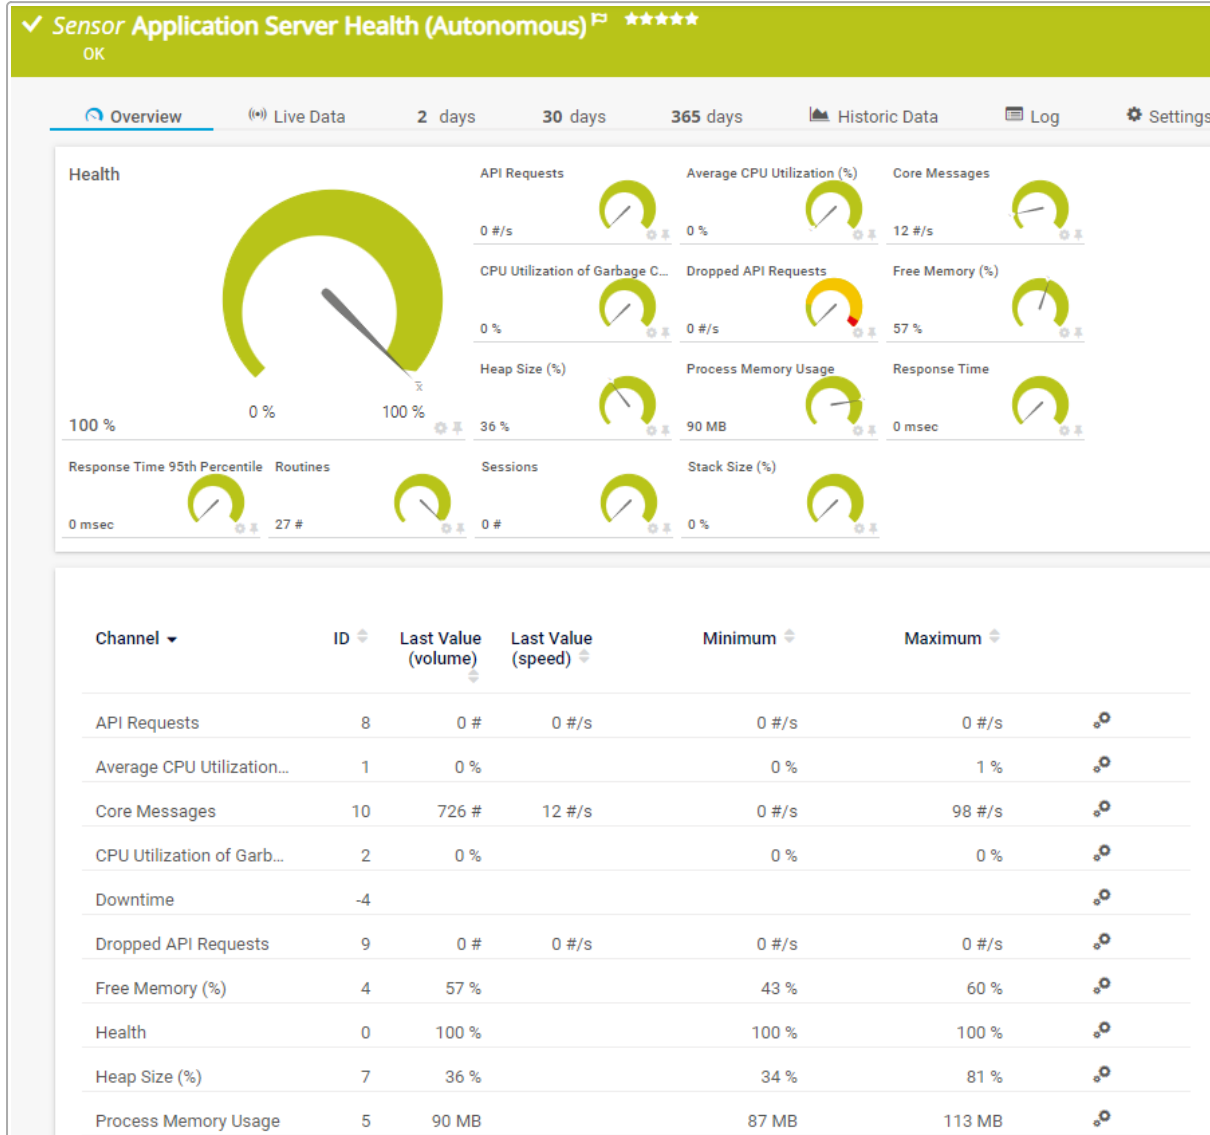 Sensor Application Server Health (Autonomous)
OK
Overview Live Data 2 days 30 days 365 days Historic Data Log Settings
Health
0 %
100 %
100 %
API Requests
0 #/s
Average CPU Utilization (%)
0 %
Core Messages
12 #/s
CPU Utilization of Garbage C...
0 %
Dropped API Requests
0 #/s
Free Memory (%)
57 %
Heap Size (%)
36 %
Process Memory Usage
90 MB
Response Time
0 msec
Response Time 95th Percentile
0 msec
Routines
27 #
Sessions
0 #
Stack Size (%)
0 %
Channel ID Last Value (volume) Last Value (speed) Minimum Maximum
API Requests 8 0 # 0 #/s 0 #/s 0 #/s
Average CPU Utilization... 1 0 % 0 % 1 %
Core Messages 10 726 # 12 #/s 0 #/s 98 #/s
CPU Utilization of Garb... 2 0 % 0 % 0 %
Downtime -4
Dropped API Requests 9 0 # 0 #/s 0 #/s 0 #/s
Free Memory (%) 4 57 % 43 % 60 %
Health 0 100 % 100 % 100 %
Heap Size (%) 7 36 % 34 % 81 %
Process Memory Usage 5 90 MB 87 MB 113 MB